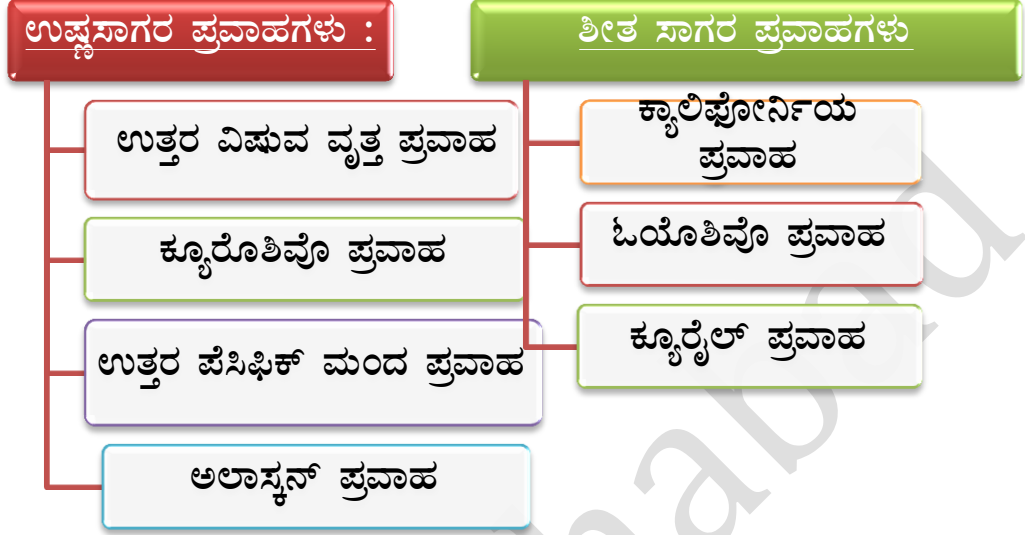 ಉಷ್ಣಸಾಗರ ಪ್ರವಾಹಗಳು :
ಉತ್ತರ ವಿಷುವ ವೃತ್ತ ಪ್ರವಾಹ
ಕ್ಯೂರೊಶಿವೊ ಪ್ರವಾಹ
ಉತ್ತರ ಪೆಸಿಫಿಕ್ ಮಂದ ಪ್ರವಾಹ
ಅಲಾಸ್ಕನ್ ಪ್ರವಾಹ
ಶೀತ ಸಾಗರ ಪ್ರವಾಹಗಳು
ಕ್ಯಾಲಿಫೋರ್ನಿಯ
ಪ್ರವಾಹ
ಓಯೊಶಿವೊ ಪ್ರವಾಹ
ಕ್ಯೂರೈಲ್ ಪ್ರವಾಹ